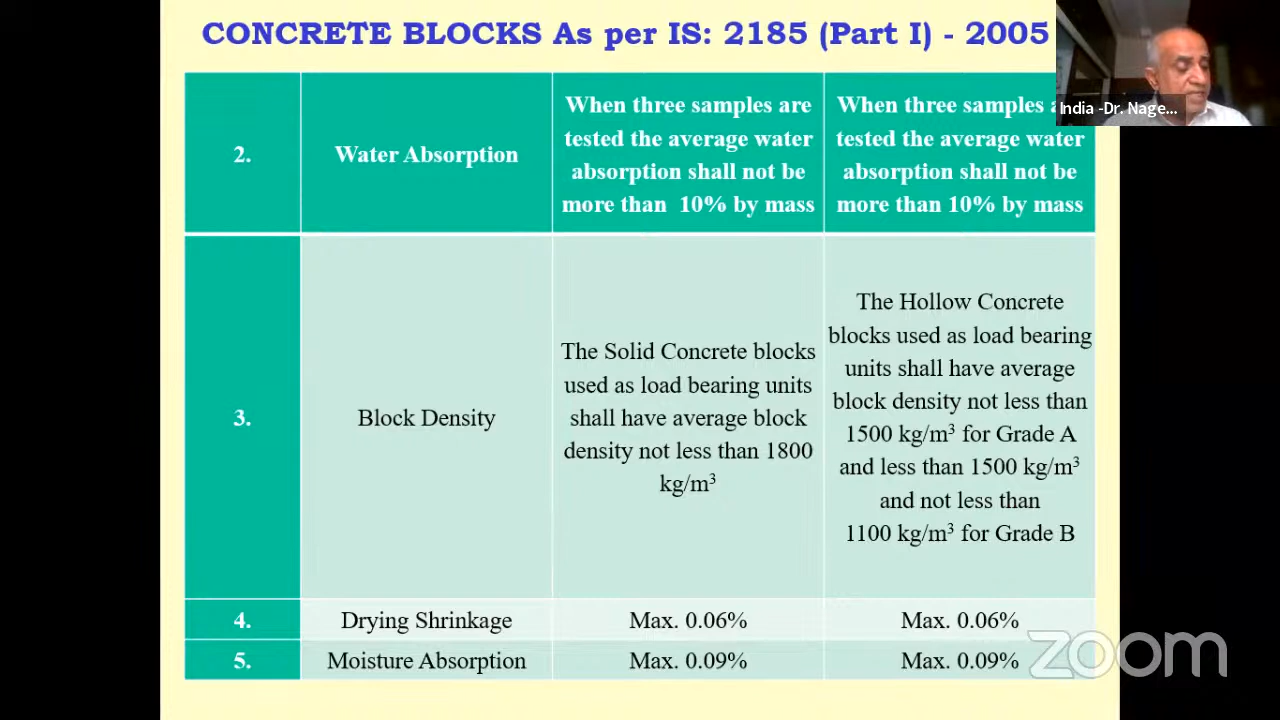 CONCRETE BLOCKS As per IS: 2185 (Part I) - 2005
India -Dr. Nage...
2.
Water Absorption
When three samples are
tested the average water
absorption shall not be
more than 10% by mass
When three samples
tested the average water
absorption shall not be
more than 10% by mass
3.
Block Density
The Solid Concrete blocks
used as load bearing units
shall have average block
density not less than 1800
kg/m³
The Hollow Concrete
blocks used as load bearing
units shall have average
block density not less than
1500 kg/m³ for Grade A
and less than 1500 kg/m³
and not less than
1100 kg/m³ for Grade B
4.
Drying Shrinkage
Max. 0.06%
Max. 0.06%
5.
Moisture Absorption
Max. 0.09%
Max. 0.09%
zoom